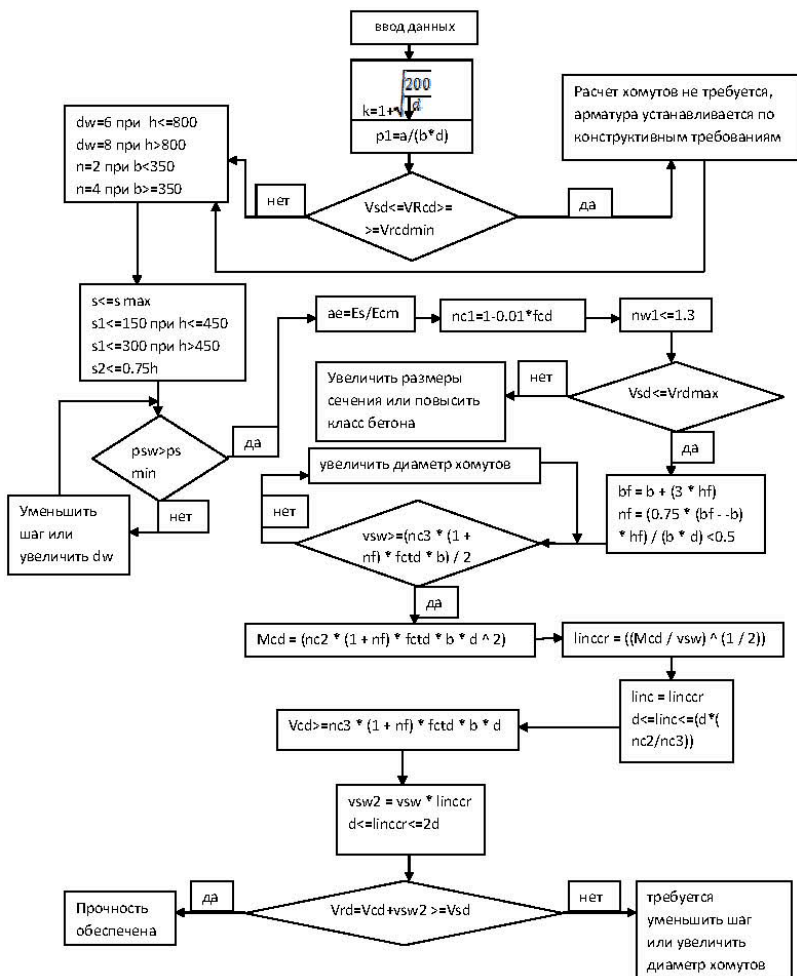 ввод данных
200
k=1+√ d
p1=a/(b*d)
Расчет хомутов не требуется,
арматура устанавливается по
конструктивным требованиям
dw=6 при h<=800
dw=8 при h>800
n=2 при b<350
n=4 при b>=350
нет
Vsd<=VRcd>=
>=Vrcdmin
да
s<=s max
s1<=150 при h<=450
s1<=300 при h>450
s2<=0.75h
ae=Es/Ecm
nc1=1-0.01*fcd
nw1<=1.3
Увеличить размеры
сечения или повысить
класс бетона
нет
Vsd<=Vrdmax
да
psw>ps
min
да
нет
Уменьшить
шаг или
увеличить dw
увеличить диаметр хомутов
нет
vsw>=(nc3 * (1 +
nf) * fctd * b) / 2
bf = b + (3 * hf)
nf = (0.75 * (bf - -b)
* hf) / (b * d) <0.5
да
Mcd = (nc2 * (1 + nf) * fctd * b * d ^ 2)
linccr = ((Mcd / vsw) ^ (1 / 2))
linc = linccr
d<=linc<=(d*(
nc2/nc3))
Vcd>=nc3 * (1 + nf) * fctd * b * d
vsw2 = vsw * linccr
d<=linccr<=2d
да
Vrd=Vcd+vsw2 >=Vsd
нет
Прочность
обеспечена
требуется
уменьшить шаг
или увеличить
диаметр хомутов